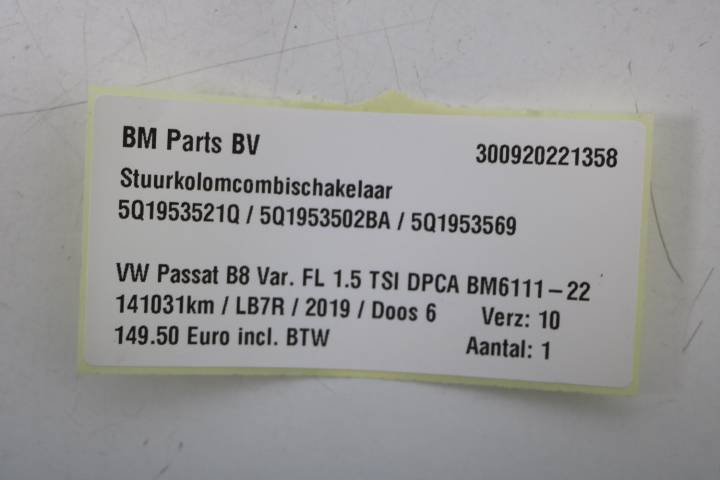 BM Parts BV 300920221358
Stuurkolomcombischakelaar
5Q1953521Q / 5Q1953502BA / 5Q1953569
VW Passat B8 Var. FL 1.5 TSI DPCA BM6111-22
141031km / LB7R / 2019 / Doos 6 Verz: 10
149.50 Euro incl. BTW Aantal: 1